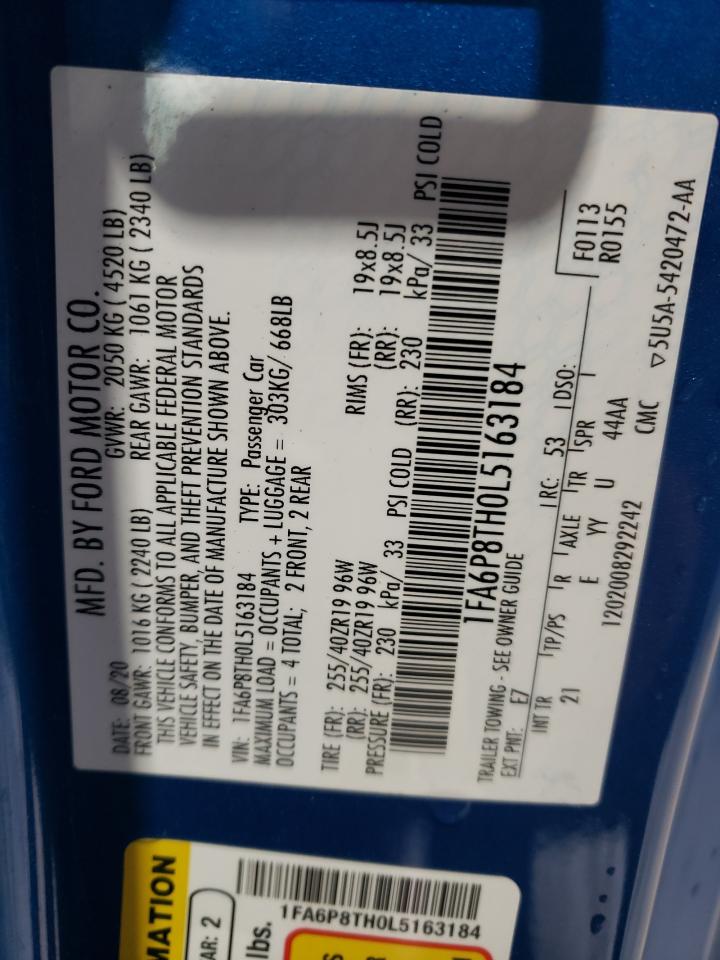 MFD. BY FORD MOTOR CO.
DATE: 08/20 GVWR: 2050 KG ( 4520 LB)
FRONT GAWR: 1016 KG ( 2240 LB) REAR GAWR: 1061 KG ( 2340 LB)
THIS VEHICLE CONFORMS TO ALL APPLICABLE FEDERAL MOTOR
VEHICLE SAFETY, BUMPER, AND THEFT PREVENTION STANDARDS
IN EFFECT ON THE DATE OF MANUFACTURE SHOWN ABOVE.
VIN: 1FA6P8TH0L5163184 TYPE: Passenger Car
MAXIMUM LOAD = OCCUPANTS + LUGGAGE = 303KG/ 668LB
OCCUPANTS = 4 TOTAL; 2 FRONT, 2 REAR
TIRE (FR): 255/40ZR19 96W RIMS (FR): 19x8.5J
(RR): 255/40ZR19 96W (RR): 19x8.5J
PRESSURE (FR): 230 kPa/ 33 PSI COLD (RR): 230 kPa/ 33 PSI COLD
1FA6P8TH0L5163184
TRAILER TOWING - SEE OWNER GUIDE
EXT PNT: E7 RC: 53 DSO: F0113
R0155
INT TR TP/PS R AXLE TR SPR
21 E YY U 44AA
1202008292242 CMC ▽5U5A-5420472-AA
MATION
AR: 2
lbs.
1FA6P8TH0L5163184